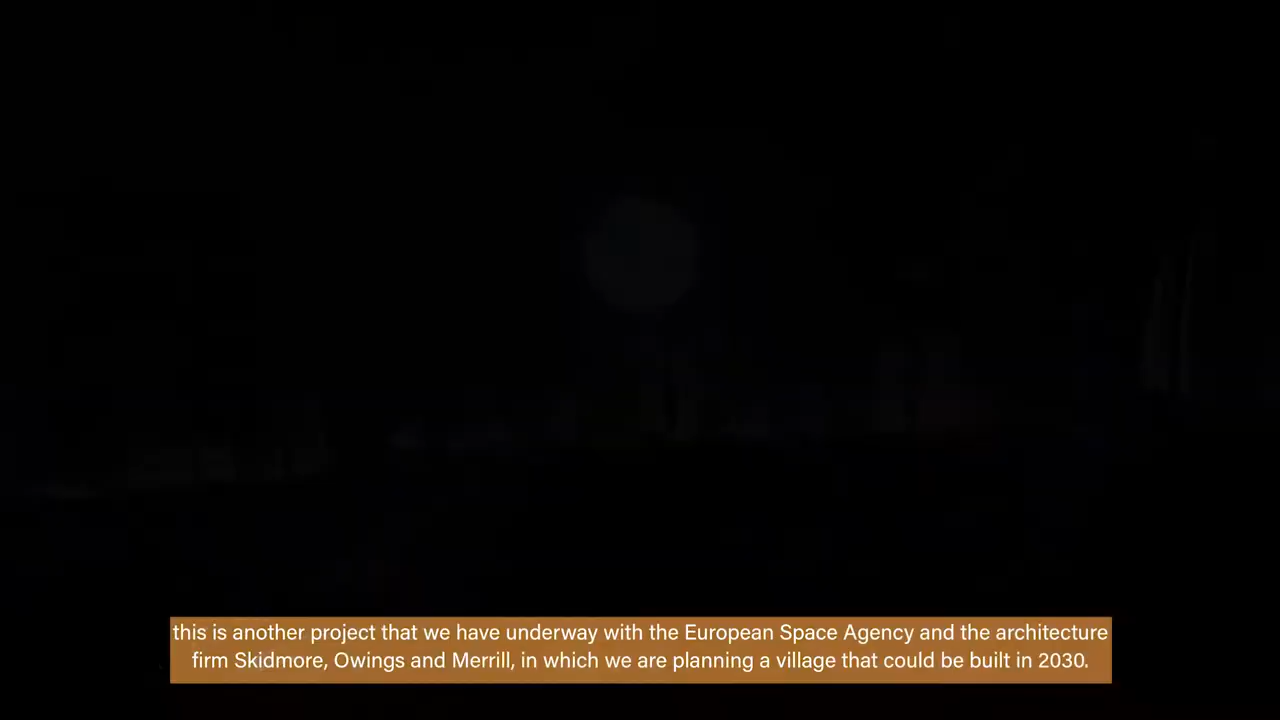 this is another project that we have underway with the European Space Agency and the architecture
firm Skidmore, Owings and Merrill, in which we are planning a village that could be built in 2030.